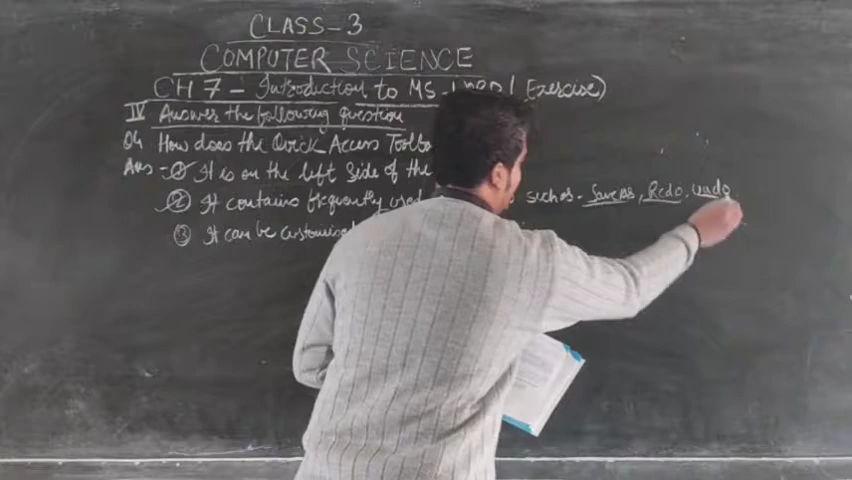 CLASS-3
COMPUTER SCIENCE
CH 7 - Introduction to MS-WORD (Exercise)
IV Answer the following question
Q4 How does the Quick Access Toolba
Ans - ① It is on the left side of the
② It contains frequently used such as - Save As, Redo, Undo
③ It can be customised